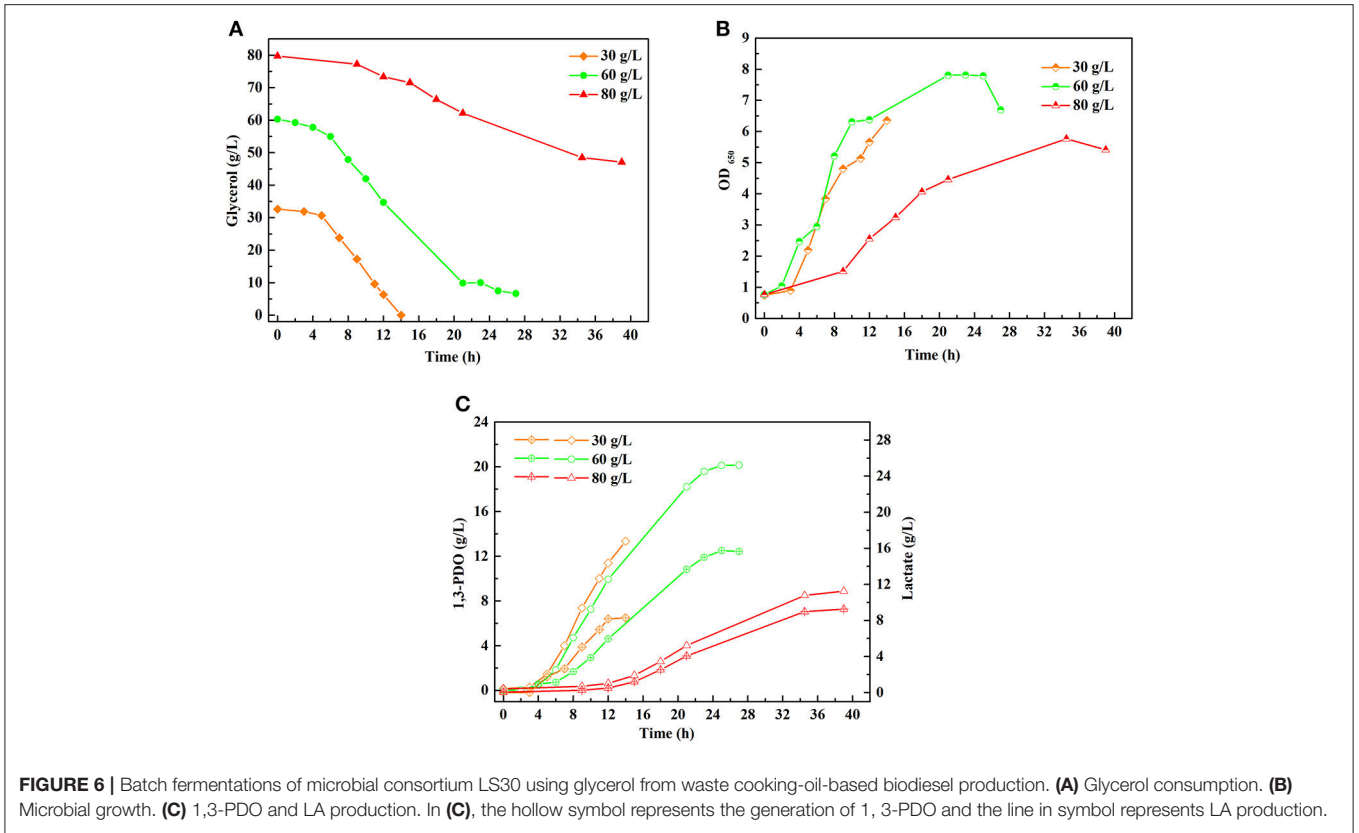 A
80
70
60
50
40
30
20
10
0
Glycerol (g/L)
30 g/L
60 g/L
80 g/L
0 4 8 12 16 20 24 28 32 36 40
Time (h)
B
9
8
7
6
5
4
3
2
1
0
OD650
30 g/L
60 g/L
80 g/L
0 4 8 12 16 20 24 28 32 36 40
Time (h)
C
24
20
16
12
8
4
0
1,3-PDO (g/L)
30 g/L
60 g/L
80 g/L
28
24
20
16
12
8
4
0
Lactate (g/L)
0 4 8 12 16 20 24 28 32 36 40
Time (h)
FIGURE 6 | Batch fermentations of microbial consortium LS30 using glycerol from waste cooking-oil-based biodiesel production. (A) Glycerol consumption. (B)
Microbial growth. (C) 1,3-PDO and LA production. In (C), the hollow symbol represents the generation of 1, 3-PDO and the line in symbol represents LA production.